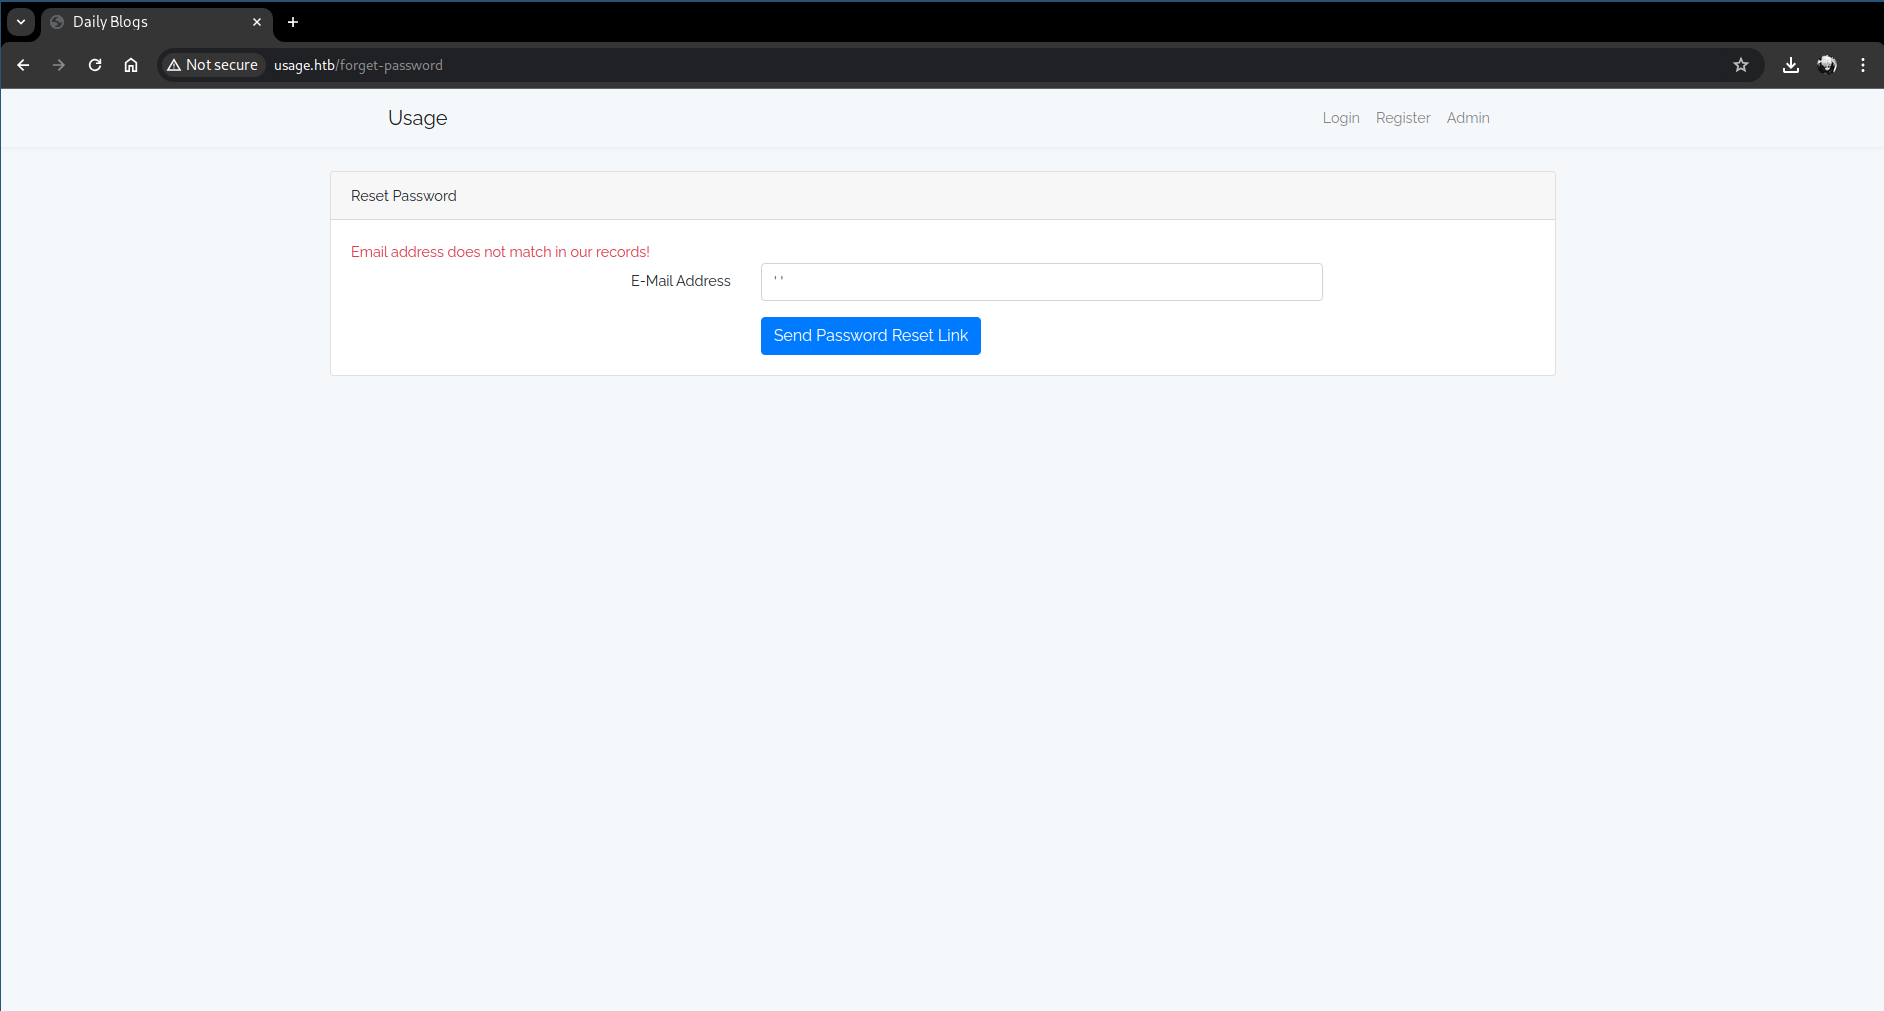 Daily Blogs
Not secure usage.htb/forget-password
Usage Login Register Admin
Reset Password
Email address does not match in our records!
E-Mail Address ' '
Send Password Reset Link